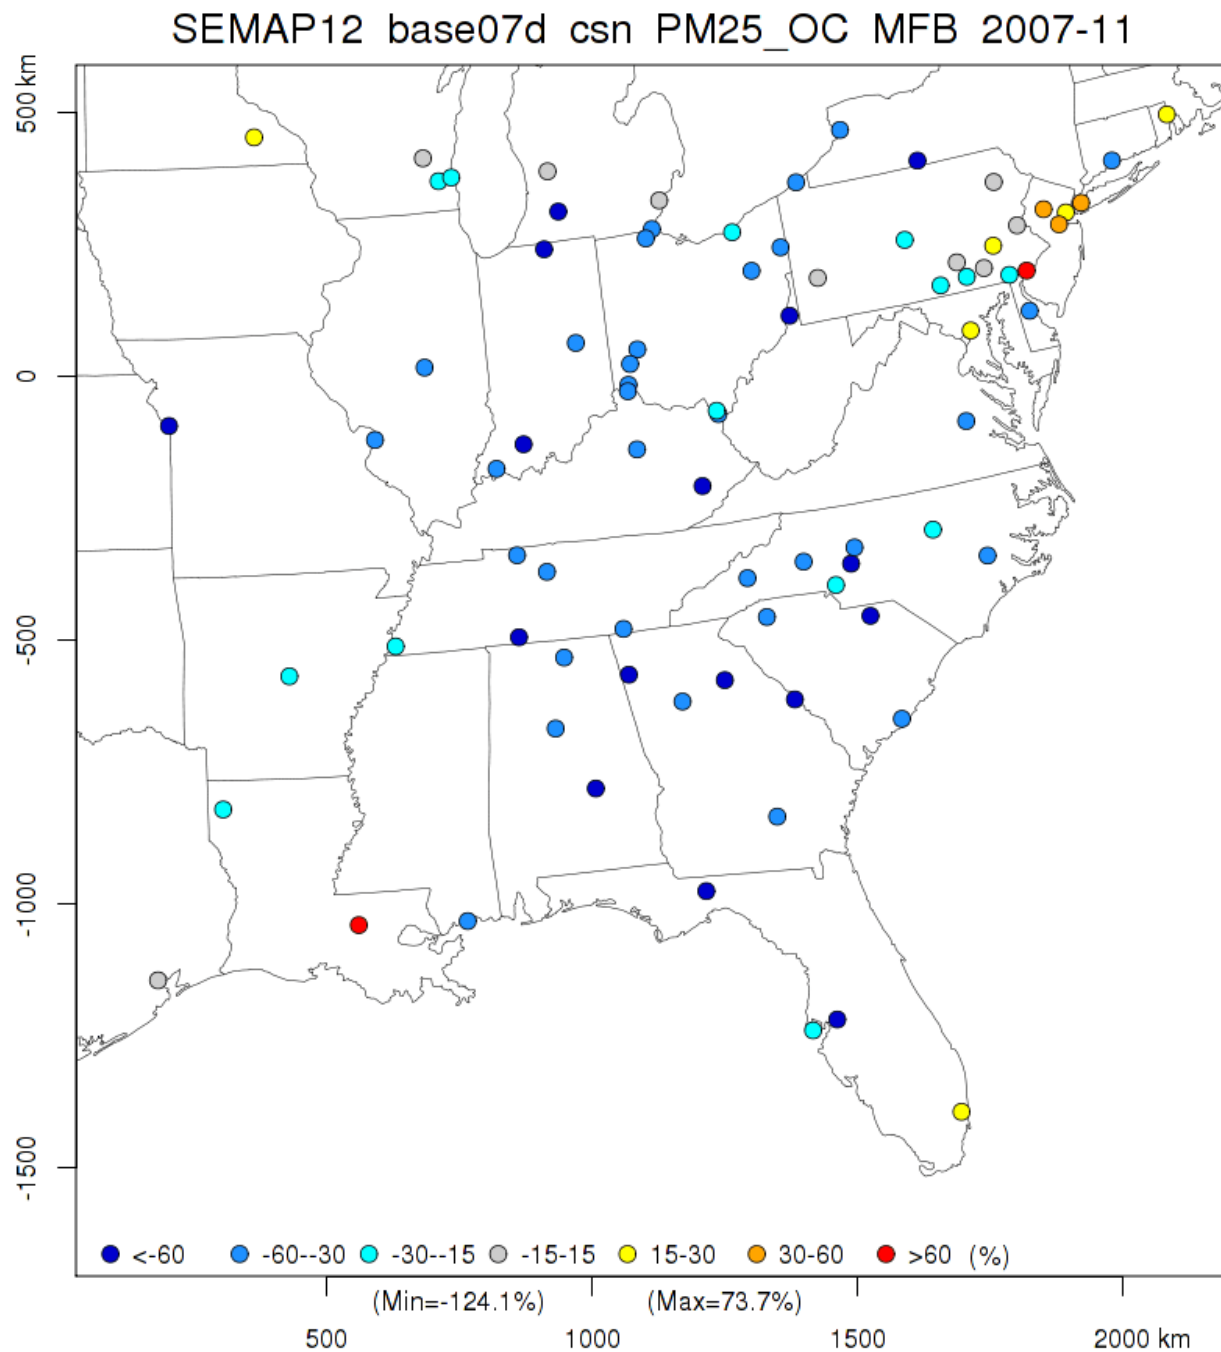 SEMAP12 base07d csn PM25_OC MFB 2007-11
500 km
0
-500
-1000
-1500
<-60 -60--30 -30--15 -15-15 15-30 30-60 >60 (%)
(Min=-124.1%) (Max=73.7%)
500 1000 1500 2000 km